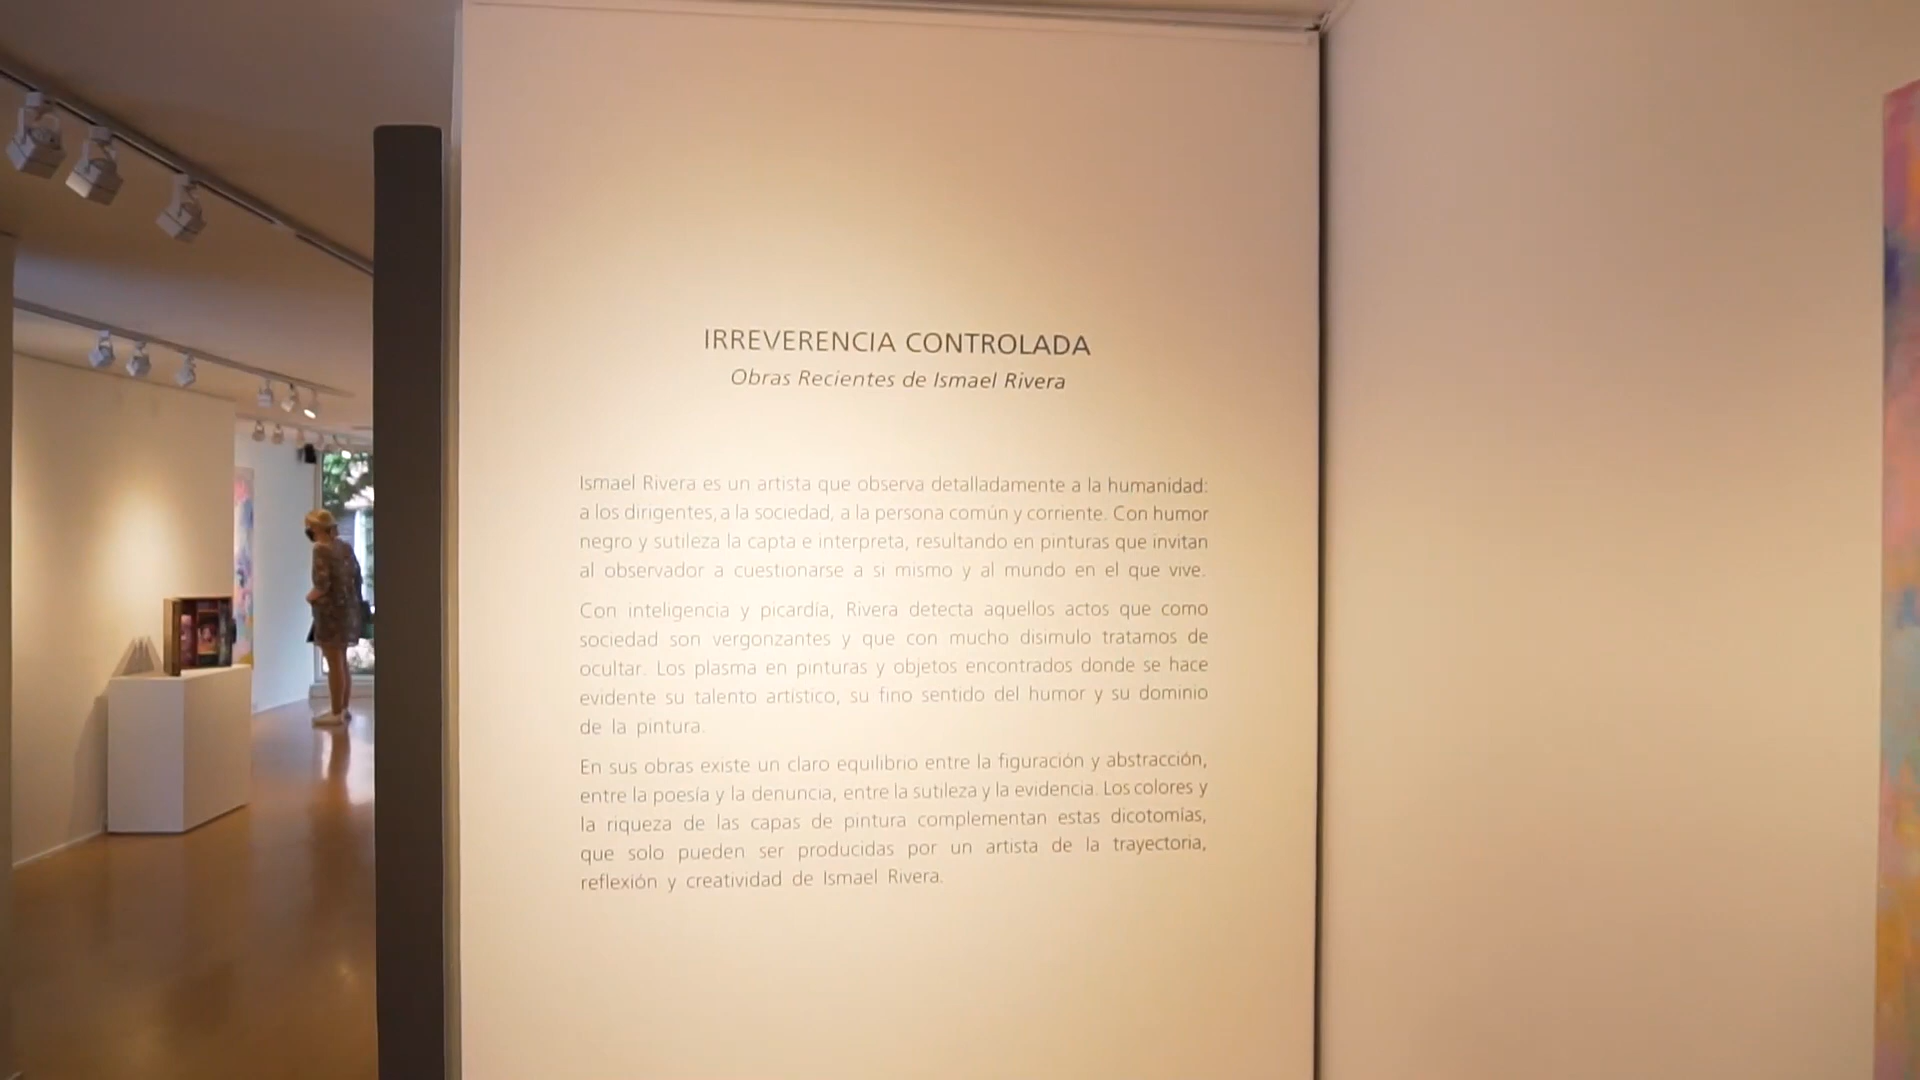 IRREVERENCIA CONTROLADA
Obras Recientes de Ismael Rivera
Ismael Rivera es un artista que observa detalladamente a la humanidad:
a los dirigentes, a la sociedad, a la persona común y corriente. Con humor
negro y sutileza la capta e interpreta, resultando en pinturas que invitan
al observador a cuestionarse a si mismo y al mundo en el que vive.
Con inteligencia y picardía, Rivera detecta aquellos actos que como
sociedad son vergonzantes y que con mucho disimulo tratamos de
ocultar. Los plasma en pinturas y objetos encontrados donde se hace
evidente su talento artístico, su fino sentido del humor y su dominio
de la pintura.
En sus obras existe un claro equilibrio entre la figuración y abstracción,
entre la poesía y la denuncia, entre la sutileza y la evidencia. Los colores y
la riqueza de las capas de pintura complementan estas dicotomías,
que solo pueden ser producidas por un artista de la trayectoria,
reflexión y creatividad de Ismael Rivera.